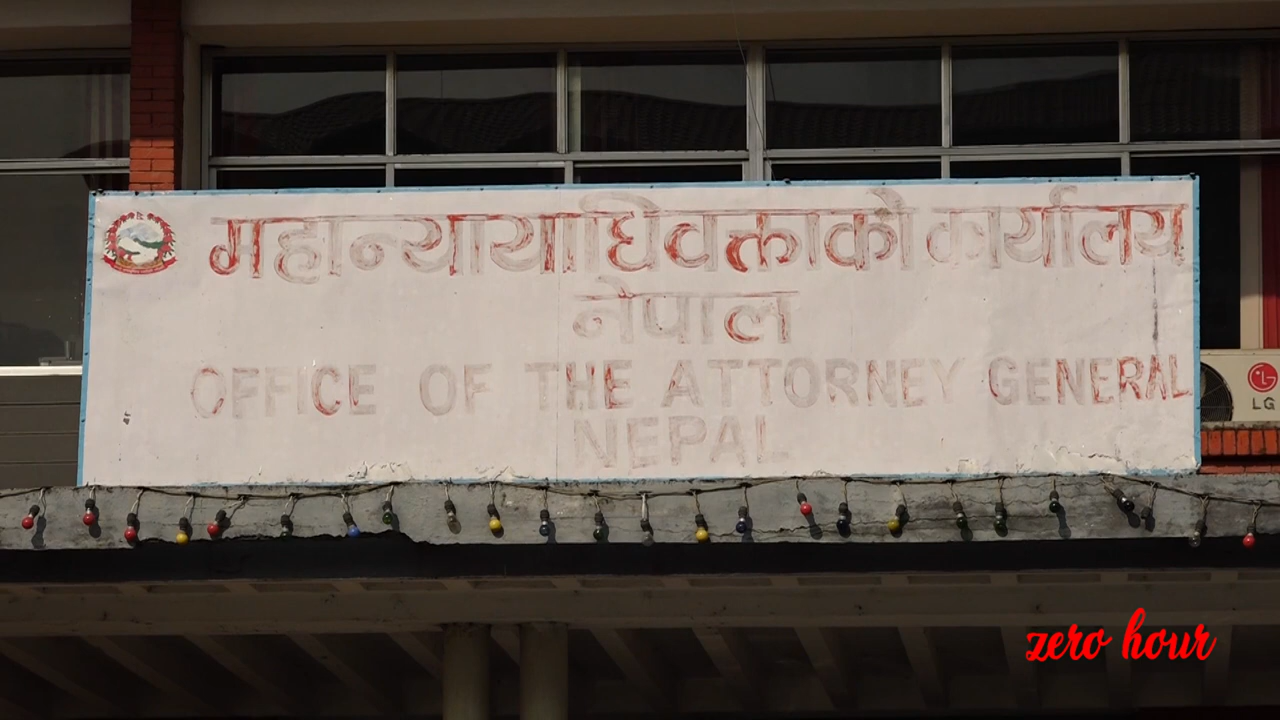 महान्यायाधिवक्ताको कार्यालय
नेपाल
OFFICE OF THE ATTORNEY GENERAL
NEPAL
LG
zero hour